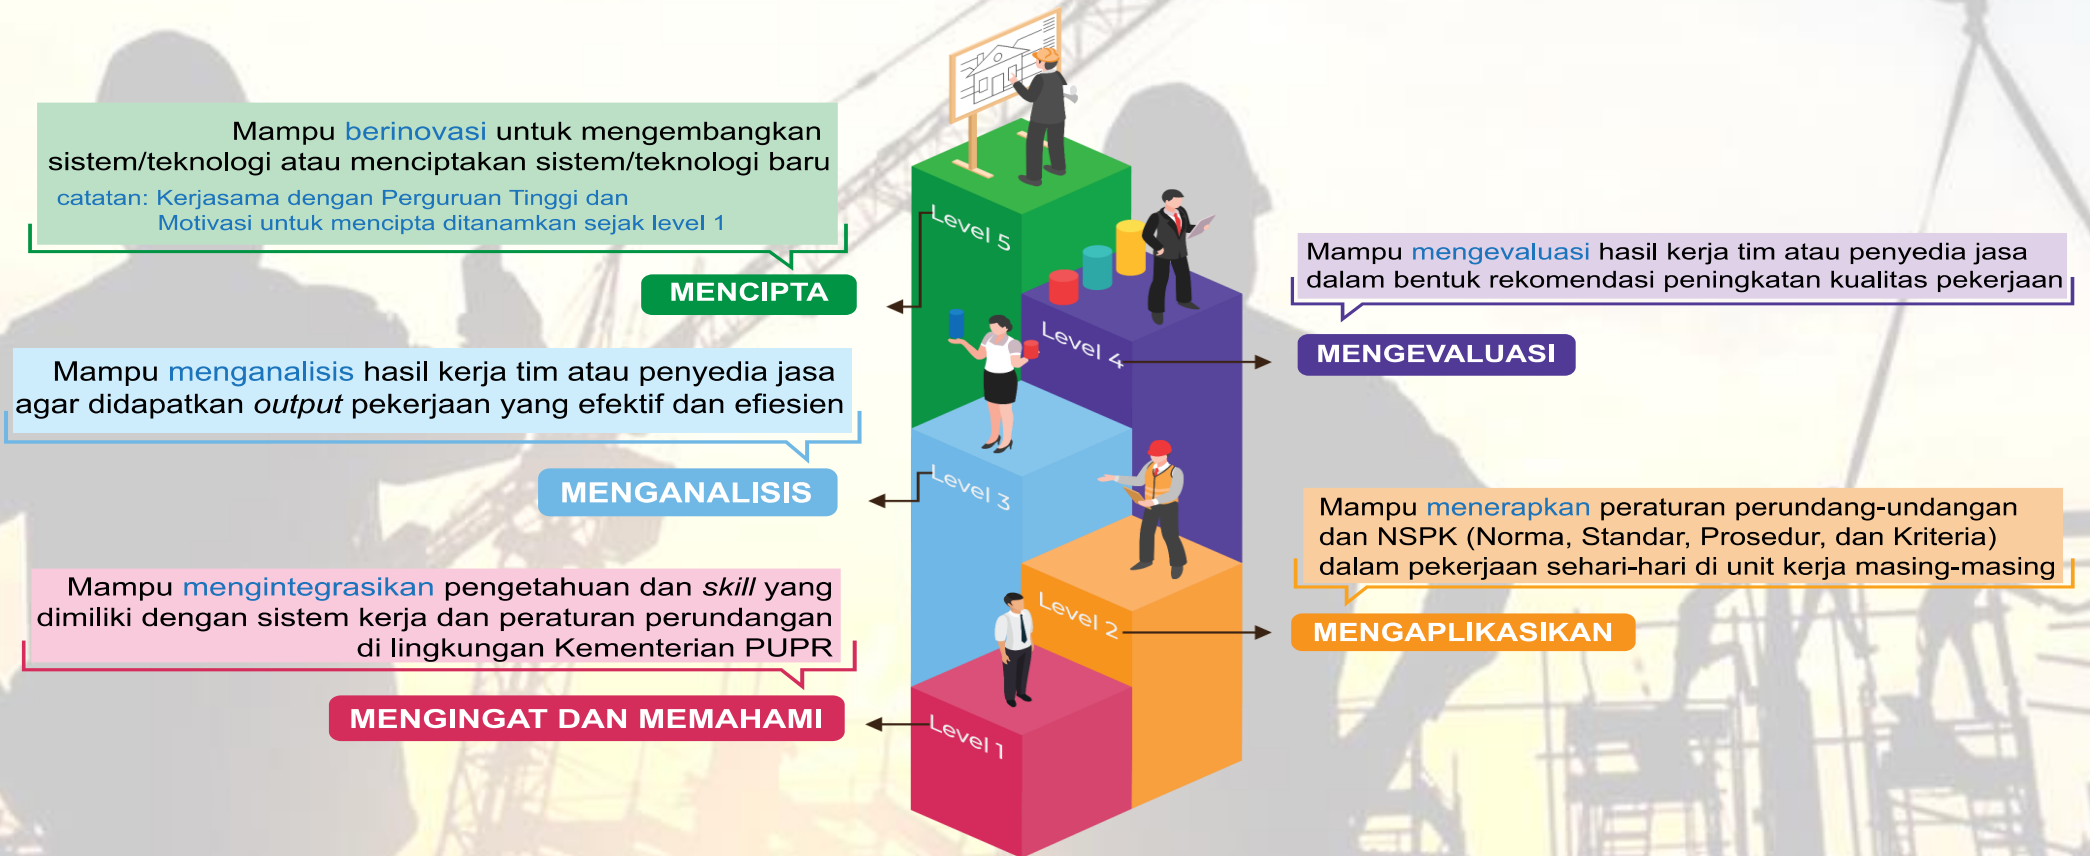 Mampu berinovasi untuk mengembangkan
sistem/teknologi atau menciptakan sistem/teknologi baru
catatan: Kerjasama dengan Perguruan Tinggi dan
Motivasi untuk mencipta ditanamkan sejak level 1
MENCIPTA
Level 5
Mampu mengevaluasi hasil kerja tim atau penyedia jasa
dalam bentuk rekomendasi peningkatan kualitas pekerjaan
MENGEVALUASI
Level 4
Mampu menganalisis hasil kerja tim atau penyedia jasa
agar didapatkan output pekerjaan yang efektif dan efiesien
MENGANALISIS
Level 3
Mampu menerapkan peraturan perundang-undangan
dan NSPK (Norma, Standar, Prosedur, dan Kriteria)
dalam pekerjaan sehari-hari di unit kerja masing-masing
MENGAPLIKASIKAN
Level 2
Mampu mengintegrasikan pengetahuan dan skill yang
dimiliki dengan sistem kerja dan peraturan perundangan
di lingkungan Kementerian PUPR
MENGINGAT DAN MEMAHAMI
Level 1